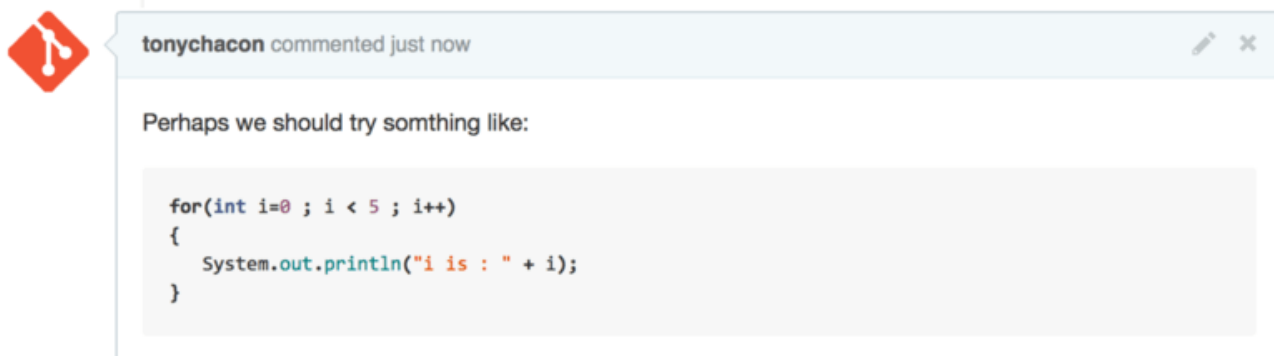 tonychacon commented just now
Perhaps we should try somthing like:
for(int i=0 ; i < 5 ; i++)
{
   System.out.println("i is : " + i);
}